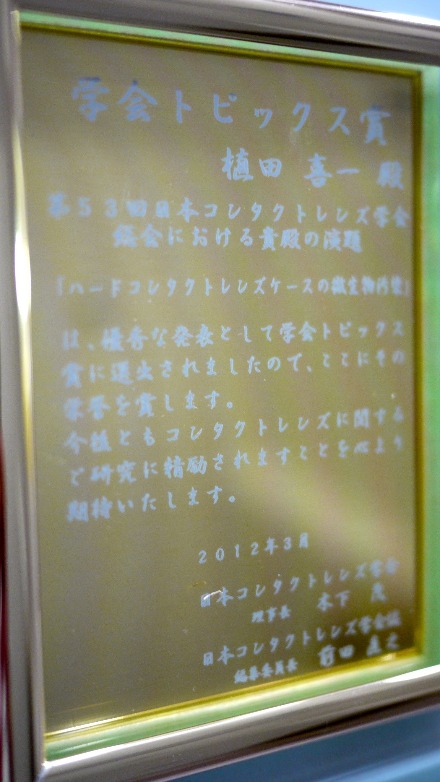 学会トピックス賞
植田 喜一 殿
第53回日本コンタクトレンズ学会
総会における貴殿の演題
「ハードコンタクトレンズケースの微生物汚染」
は、優秀な発表として学会トピックス
賞に選出されましたので、ここにその
栄誉を賞します。
今後ともコンタクトレンズに関する
ご研究に精励されますことを心より
期待いたします。
2012年3月
日本コンタクトレンズ学会
理事長 木下 茂
日本コンタクトレンズ学会誌
編集委員長 前田 直之